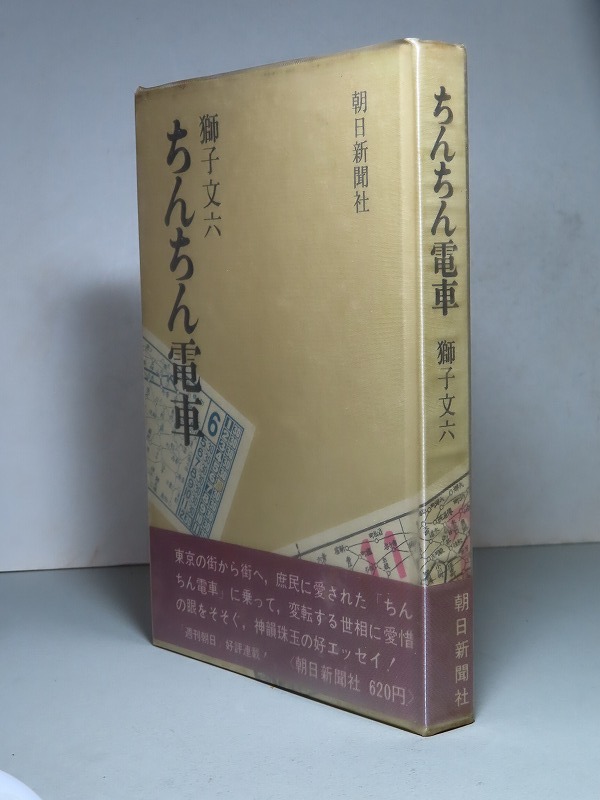 朝日新聞社
獅子文六
ちんちん電車
6
東京の街から街へ，庶民に愛された「ちん
ちん電車」に乗って，変転する世相に愛惜
の眼をそそぐ，神韻珠玉の好エッセイ！
「週刊朝日」好評連載！
〈朝日新聞社 620円〉
ちんちん電車
獅子文六
朝日新聞社